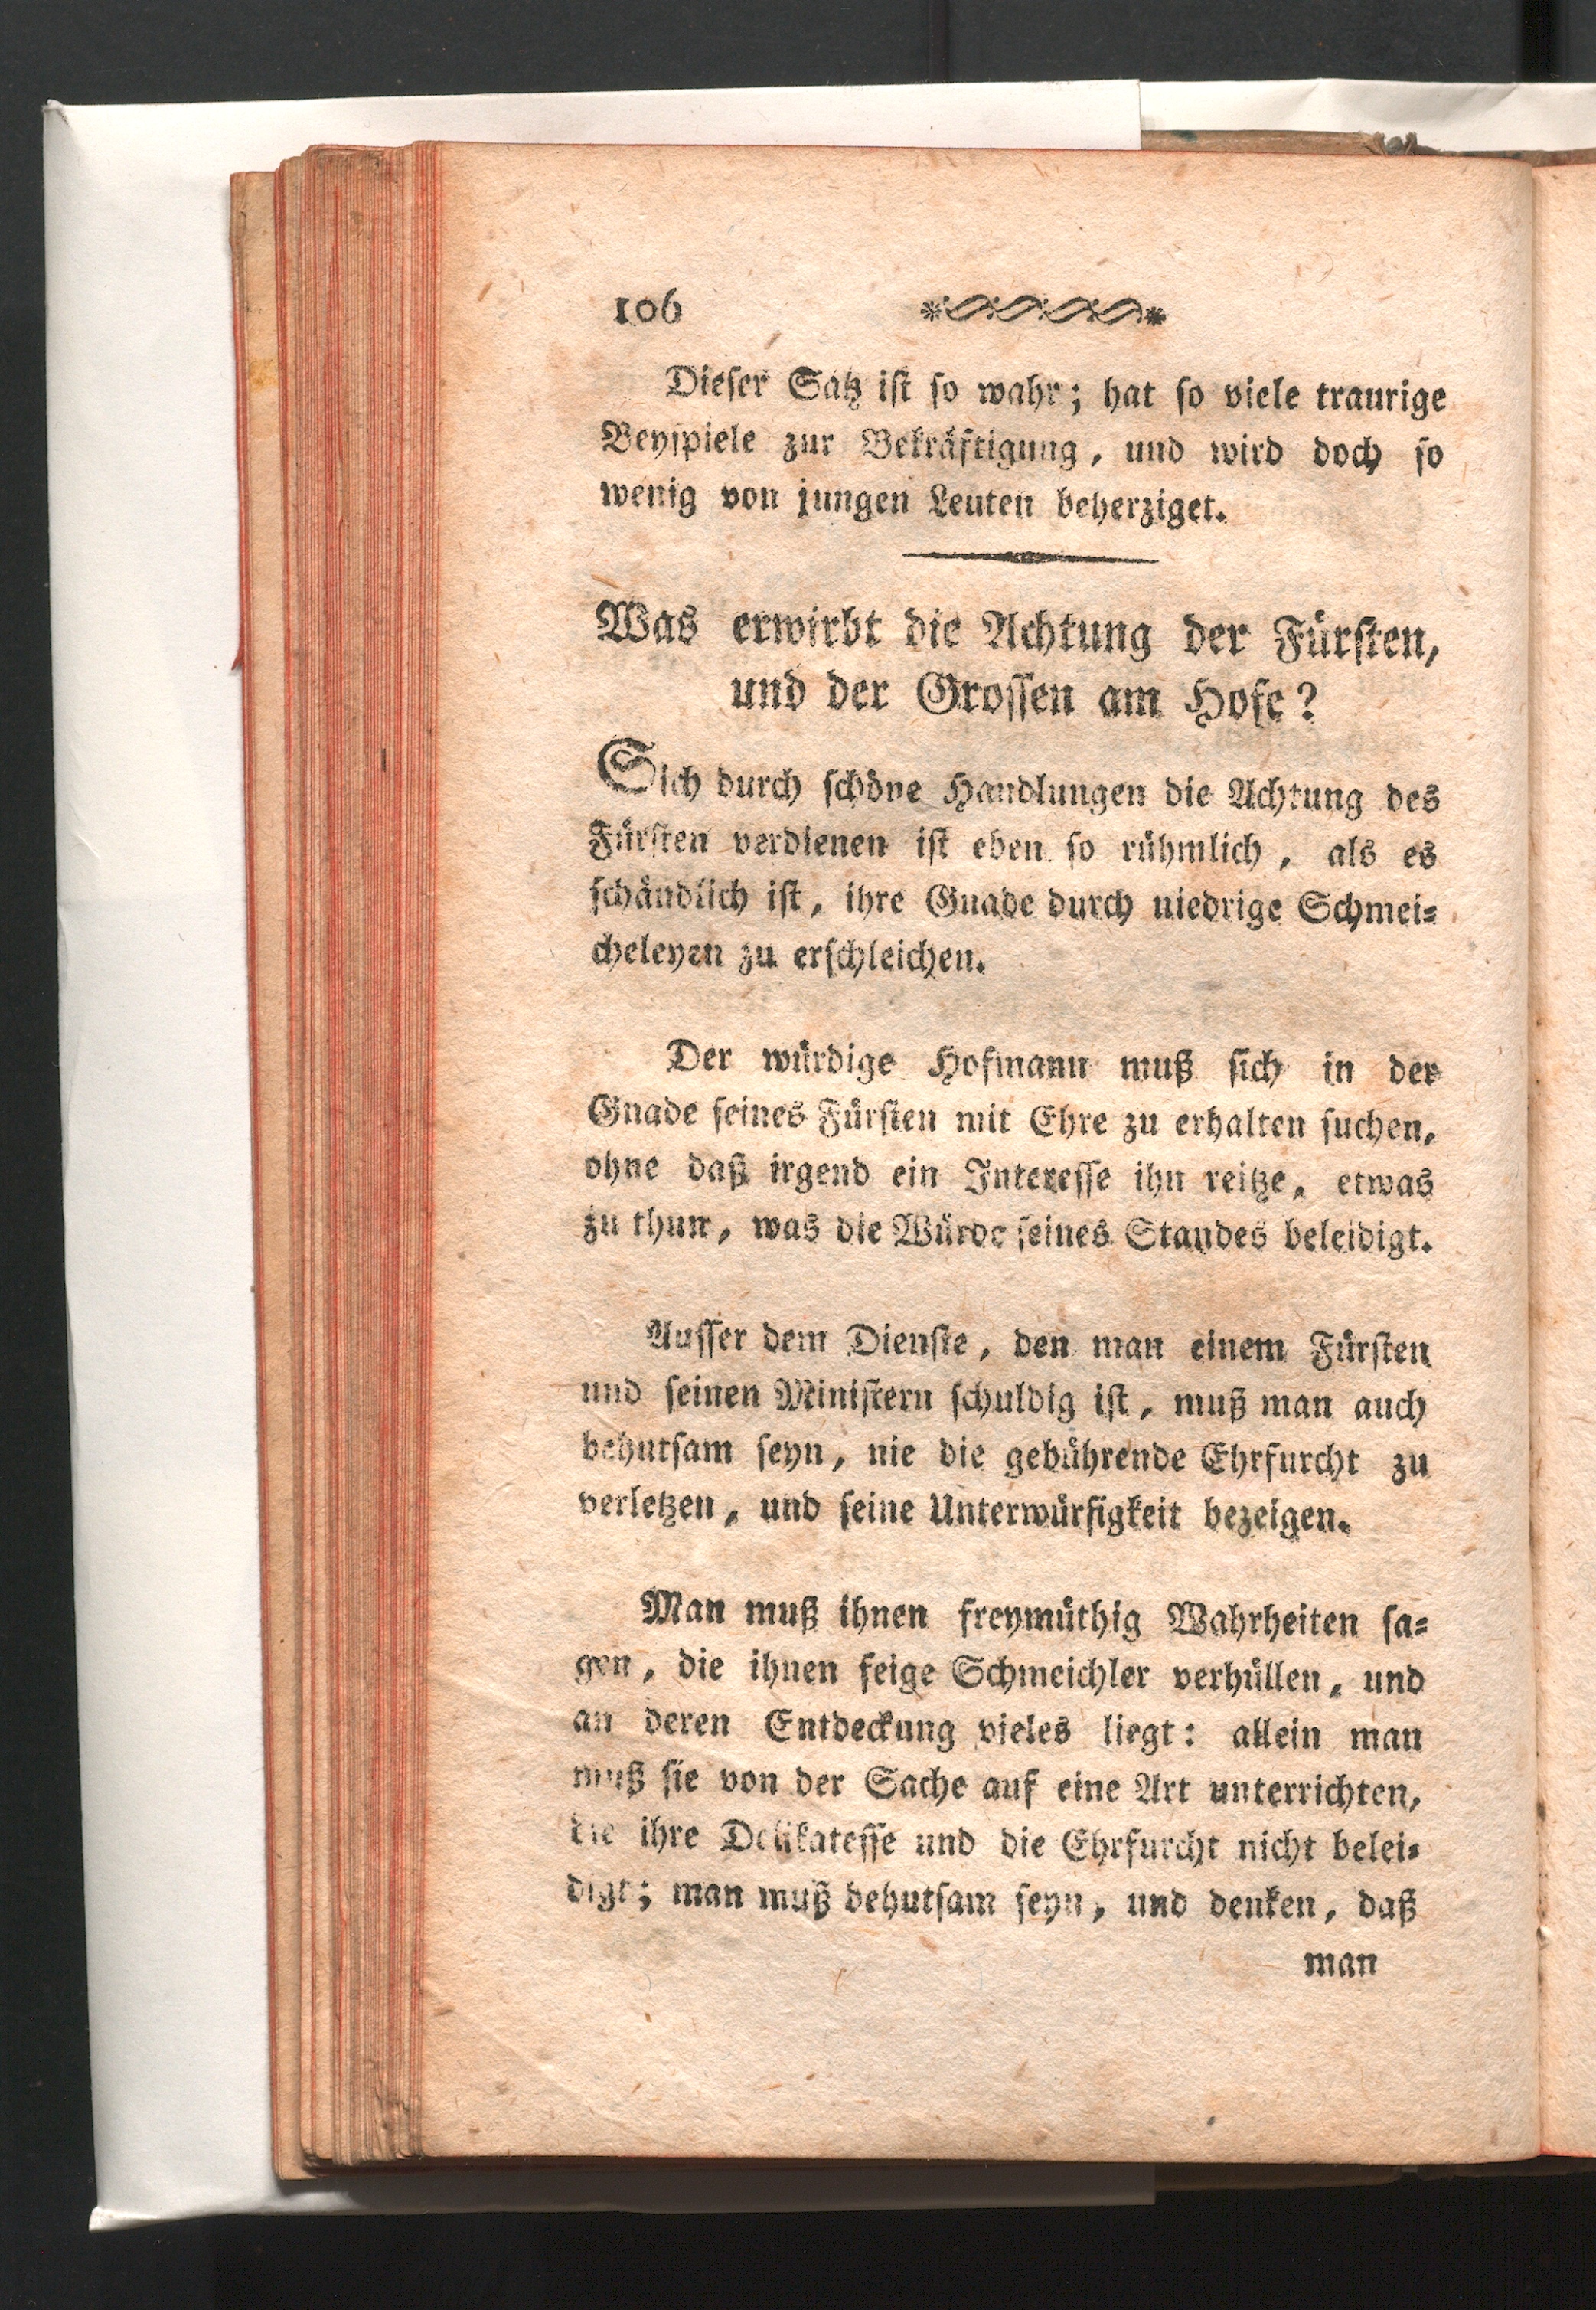 106
Dieser Satz ist so wahr; hat so viele traurige
Beyspiele zur Bekräftigung, und wird doch so
wenig von jungen Leuten beherziget.
Was erwirbt die Achtung der Fürsten,
und der Grossen am Hofe?
Sich durch schöne Handlungen die Achtung des
Fürsten verdienen ist eben so rühmlich, als es
schändlich ist, ihre Gnade durch niedrige Schmei=
cheleyen zu erschleichen.
Der würdige Hofmann muß sich in der
Gnade seines Fürsten mit Ehre zu erhalten suchen,
ohne daß irgend ein Interesse ihn reitze, etwas
zu thun, was die Würde seines Standes beleidigt.
Ausser dem Dienste, den man einem Fürsten
und seinen Ministern schuldig ist, muß man auch
behutsam seyn, nie die gebührende Ehrfurcht zu
verletzen, und seine Unterwürfigkeit bezeigen.
Man muß ihnen freymüthig Wahrheiten sa=
gen, die ihnen feige Schmeichler verhüllen, und
an deren Entdeckung vieles liegt: allein man
muß sie von der Sache auf eine Art unterrichten,
die ihre Delikatesse und die Ehrfurcht nicht belei=
digt; man muß behutsam seyn, und denken, daß
man